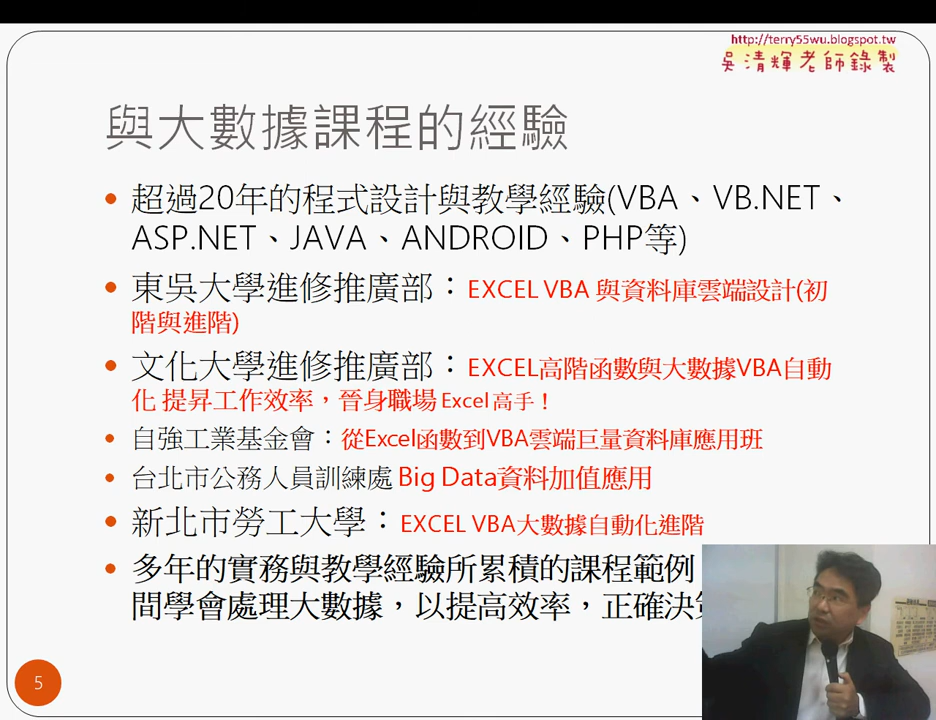 http://terry55wu.blogspot.tw
吳清輝老師錄製
與大數據課程的經驗
• 超過20年的程式設計與教學經驗(VBA、VB.NET、
ASP.NET、JAVA、ANDROID、PHP等)
• 東吳大學進修推廣部：EXCEL VBA 與資料庫雲端設計(初
階與進階)
• 文化大學進修推廣部：EXCEL高階函數與大數據VBA自動
化 提昇工作效率，晉身職場 Excel 高手！
• 自強工業基金會：從Excel函數到VBA雲端巨量資料庫應用班
• 台北市公務人員訓練處 Big Data資料加值應用
• 新北市勞工大學：EXCEL VBA大數據自動化進階
• 多年的實務與教學經驗所累積的課程範例
間學會處理大數據，以提高效率，正確決
5